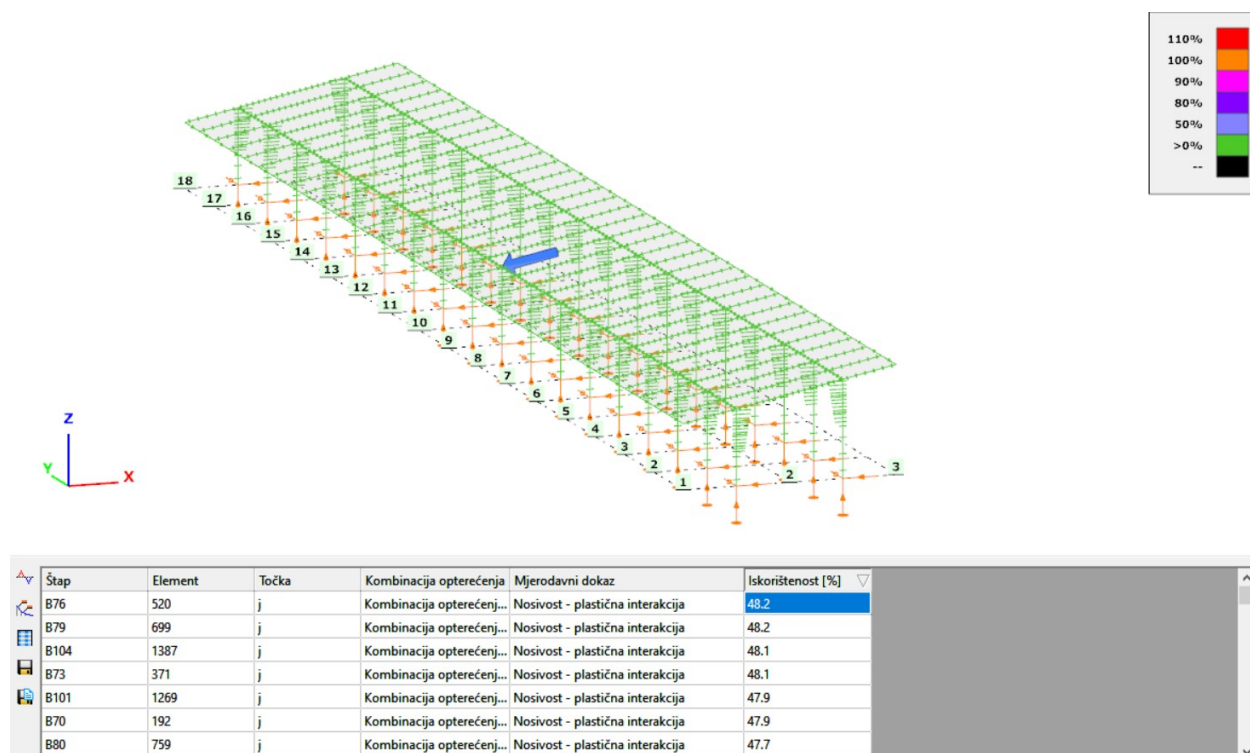 110%
100%
90%
80%
50%
>0%
--
18
17
16
15
14
13
12
11
10
9
8
7
6
5
4
3
2
1
2
3
Z
Y
X
Štap Element Točka Kombinacija opterećenja Mjerodavni dokaz Iskorištenost [%]
B76 520 j Kombinacija opterećenj... Nosivost - plastična interakcija 48.2
B79 699 j Kombinacija opterećenj... Nosivost - plastična interakcija 48.2
B104 1387 j Kombinacija opterećenj... Nosivost - plastična interakcija 48.1
B73 371 j Kombinacija opterećenj... Nosivost - plastična interakcija 48.1
B101 1269 j Kombinacija opterećenj... Nosivost - plastična interakcija 47.9
B70 192 j Kombinacija opterećenj... Nosivost - plastična interakcija 47.9
B80 759 j Kombinacija opterećenj... Nosivost - plastična interakcija 47.7